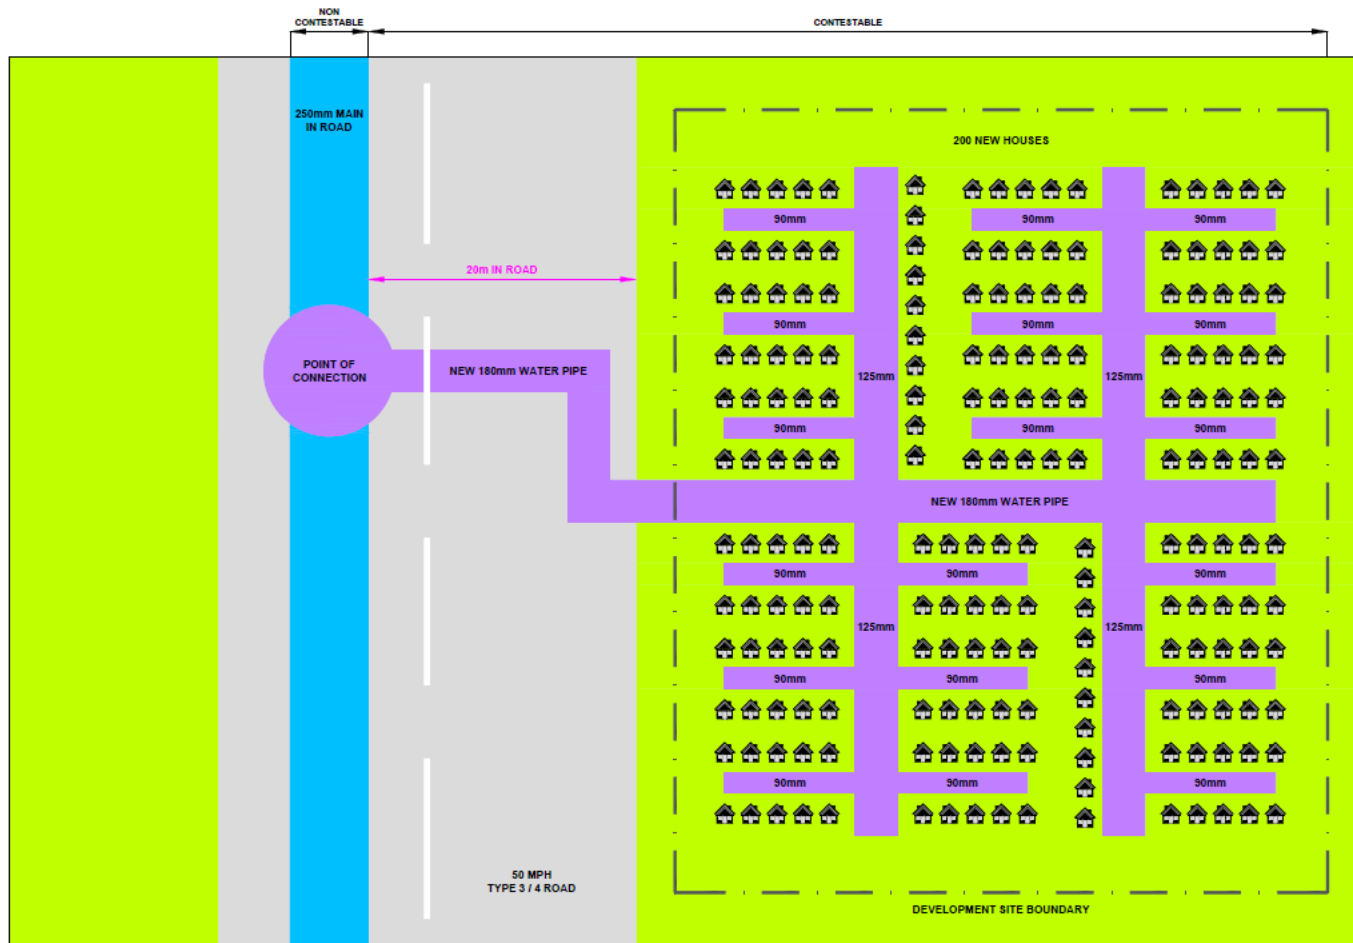 NON
CONTESTABLE
CONTESTABLE
250mm MAIN
IN ROAD
200 NEW HOUSES
90mm
90mm
90mm
20m IN ROAD
90mm
90mm
90mm
POINT OF
CONNECTION
NEW 180mm WATER PIPE
125mm
125mm
90mm
90mm
90mm
NEW 180mm WATER PIPE
90mm
90mm
90mm
125mm
125mm
90mm
90mm
90mm
90mm
90mm
90mm
50 MPH
TYPE 3 / 4 ROAD
DEVELOPMENT SITE BOUNDARY